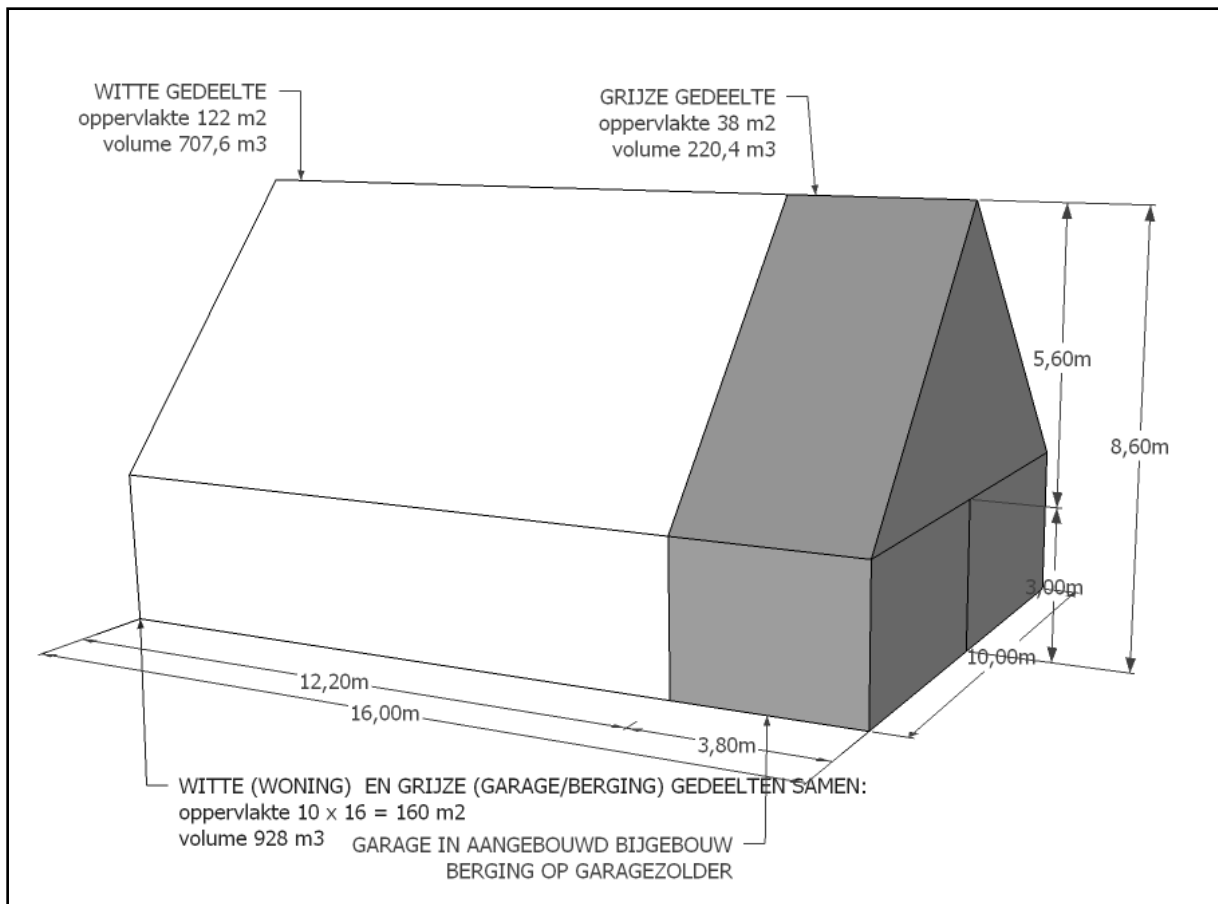 WITTE GEDEELTE
oppervlakte 122 m2
volume 707,6 m3
GRIJZE GEDEELTE
oppervlakte 38 m2
volume 220,4 m3
5,60m
8,60m
3,00m
10,00m
12,20m
16,00m
3,80m
WITTE (WONING) EN GRIJZE (GARAGE/BERGING) GEDEELTEN SAMEN:
oppervlakte 10 x 16 = 160 m2
volume 928 m3
GARAGE IN AANGEBOUWD BIJGEBOUW
BERGING OP GARAGEZOLDER